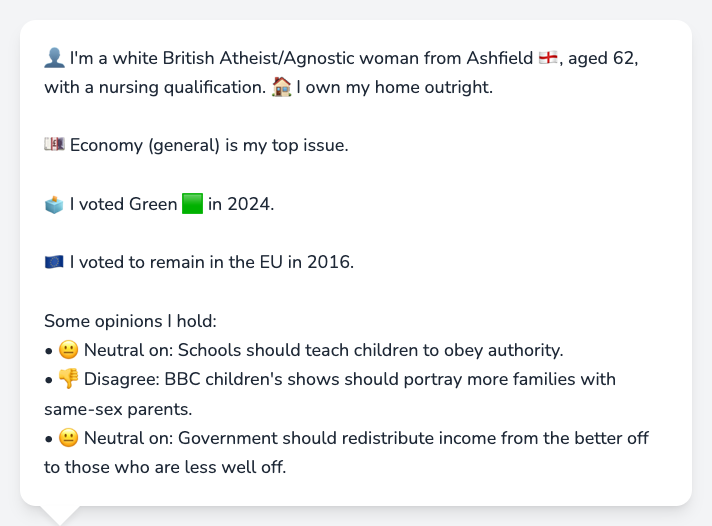 👤 I'm a white British Atheist/Agnostic woman from Ashfield 🏴󠁧󠁢󠁥󠁮󠁧󠁿, aged 62,
with a nursing qualification. 🏠 I own my home outright.
💷 Economy (general) is my top issue.
🗳️ I voted Green 🟩 in 2024.
🇪🇺 I voted to remain in the EU in 2016.
Some opinions I hold:
• 😐 Neutral on: Schools should teach children to obey authority.
• 👎 Disagree: BBC children's shows should portray more families with
same-sex parents.
• 😐 Neutral on: Government should redistribute income from the better off
to those who are less well off.